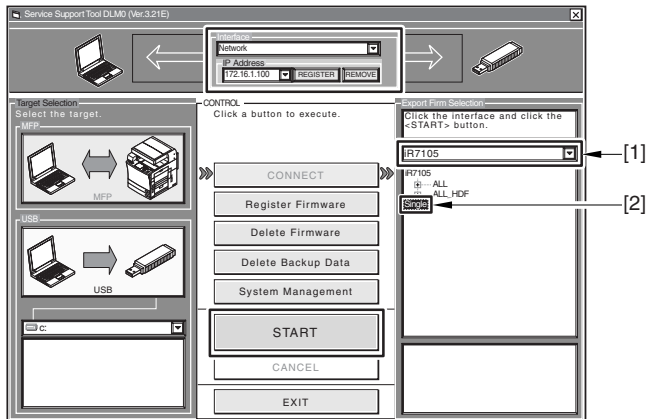 Service Support Tool DLM0 (Ver.3.21E)
Interface
Network
IP Address
172.16.1.100
REGISTER
REMOVE
Target Selection
Select the target.
MFP
MFP
USB
USB
c:
CONTROL
Click a button to execute.
CONNECT
Register Firmware
Delete Firmware
Delete Backup Data
System Management
START
CANCEL
EXIT
Export Firm Selection
Click the interface and click the
<START> button.
iR7105
[1]
iR7105
ALL
ALL_HDF
Single
[2]